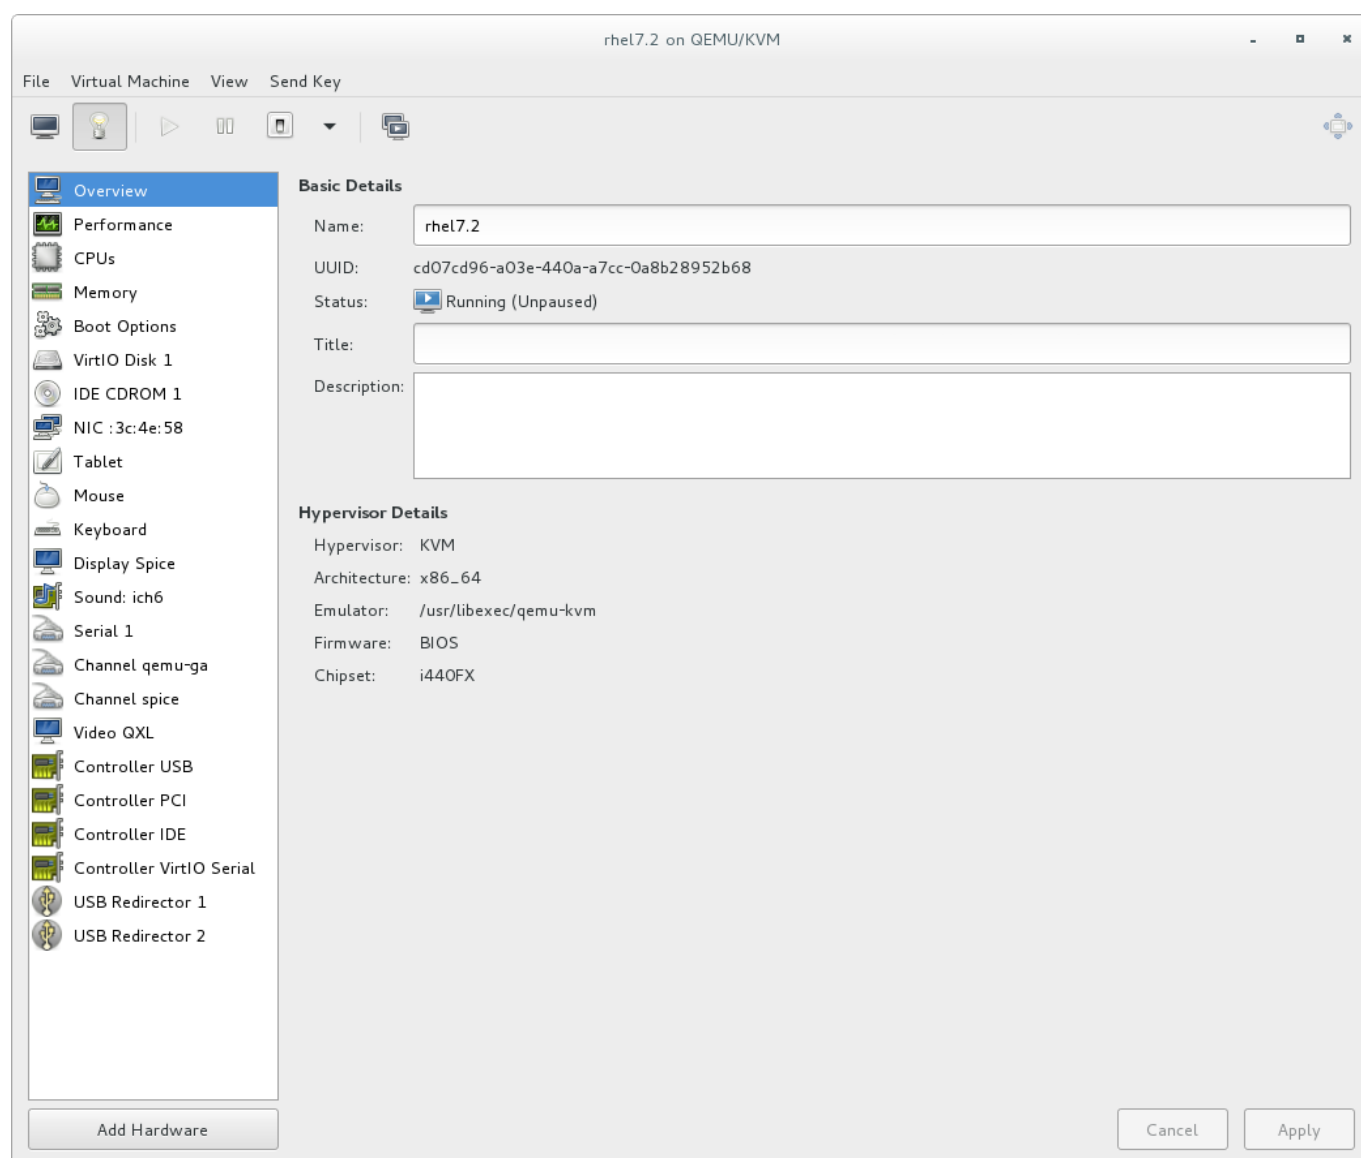 rhel7.2 on QEMU/KVM
File Virtual Machine View Send Key
Overview
Performance
CPUs
Memory
Boot Options
VirtIO Disk 1
IDE CDROM 1
NIC :3c:4e:58
Tablet
Mouse
Keyboard
Display Spice
Sound: ich6
Serial 1
Channel qemu-ga
Channel spice
Video QXL
Controller USB
Controller PCI
Controller IDE
Controller VirtIO Serial
USB Redirector 1
USB Redirector 2
Add Hardware
Basic Details
Name: rhel7.2
UUID: cd07cd96-a03e-440a-a7cc-0a8b28952b68
Status: Running (Unpaused)
Title:
Description:
Hypervisor Details
Hypervisor: KVM
Architecture: x86_64
Emulator: /usr/libexec/qemu-kvm
Firmware: BIOS
Chipset: i440FX
Cancel Apply